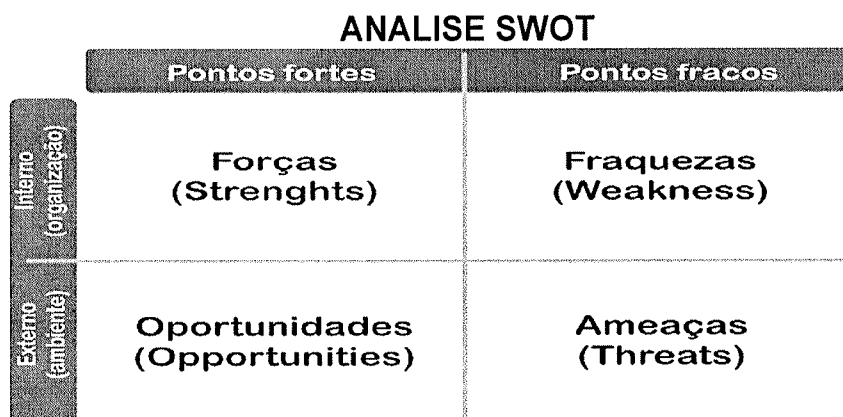 ANALISE SWOT
Pontos fortes
Pontos fracos
Interno
(organização)
Forças
(Strenghts)
Fraquezas
(Weakness)
Externo
(ambiente)
Oportunidades
(Opportunities)
Ameaças
(Threats)